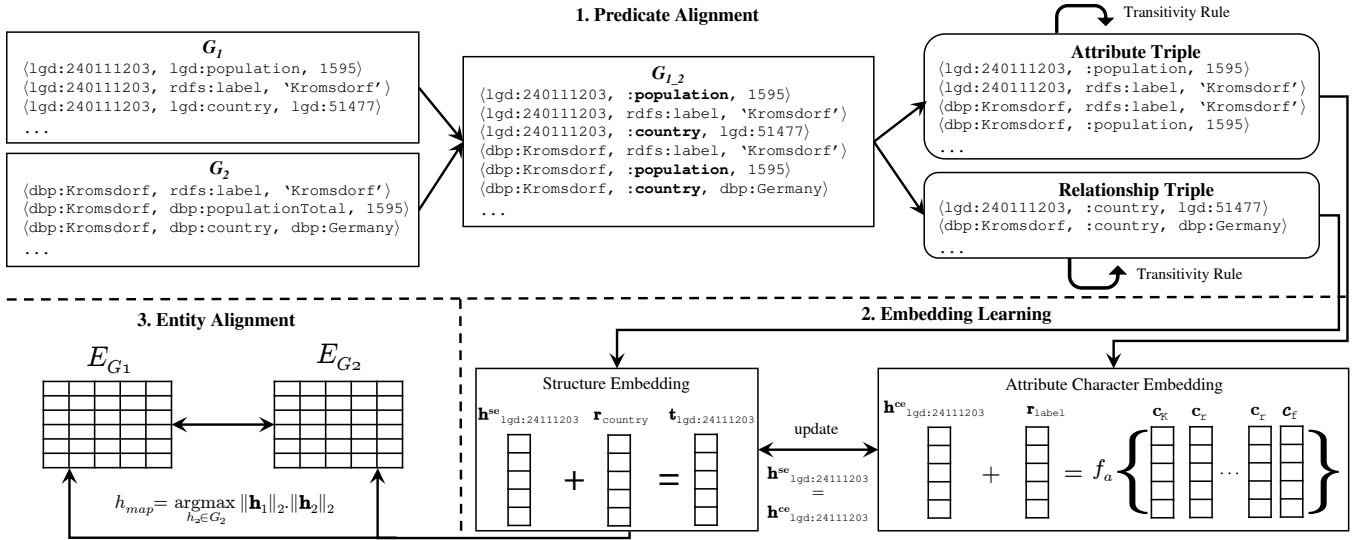 1. Predicate Alignment
Transitivity Rule
G1
⟨lgd:240111203, lgd:population, 1595⟩
⟨lgd:240111203, rdfs:label, ‘Kromsdorf’⟩
⟨lgd:240111203, lgd:country, lgd:51477⟩
...
G2
⟨dbp:Kromsdorf, rdfs:label, ‘Kromsdorf’⟩
⟨dbp:Kromsdorf, dbp:populationTotal, 1595⟩
⟨dbp:Kromsdorf, dbp:country, dbp:Germany⟩
...
G1_2
⟨lgd:240111203, :population, 1595⟩
⟨lgd:240111203, rdfs:label, ‘Kromsdorf’⟩
⟨lgd:240111203, :country, lgd:51477⟩
⟨dbp:Kromsdorf, rdfs:label, ‘Kromsdorf’⟩
⟨dbp:Kromsdorf, :population, 1595⟩
⟨dbp:Kromsdorf, :country, dbp:Germany⟩
...
Attribute Triple
⟨lgd:240111203, :population, 1595⟩
⟨lgd:240111203, rdfs:label, ‘Kromsdorf’⟩
⟨dbp:Kromsdorf, rdfs:label, ‘Kromsdorf’⟩
⟨dbp:Kromsdorf, :population, 1595⟩
...
Relationship Triple
⟨lgd:240111203, :country, lgd:51477⟩
⟨dbp:Kromsdorf, :country, dbp:Germany⟩
...
Transitivity Rule
3. Entity Alignment
E_G1 E_G2
h_map = argmax h2∈G2 ‖h1‖2.‖h2‖2
2. Embedding Learning
Structure Embedding
h^se lgd:24111203 r country t lgd:24111203
+ =
update
h^se lgd:24111203
=
h^ce lgd:24111203
Attribute Character Embedding
h^ce lgd:24111203 r label c_K c_r c_r c_f
+ = f_a { ... }